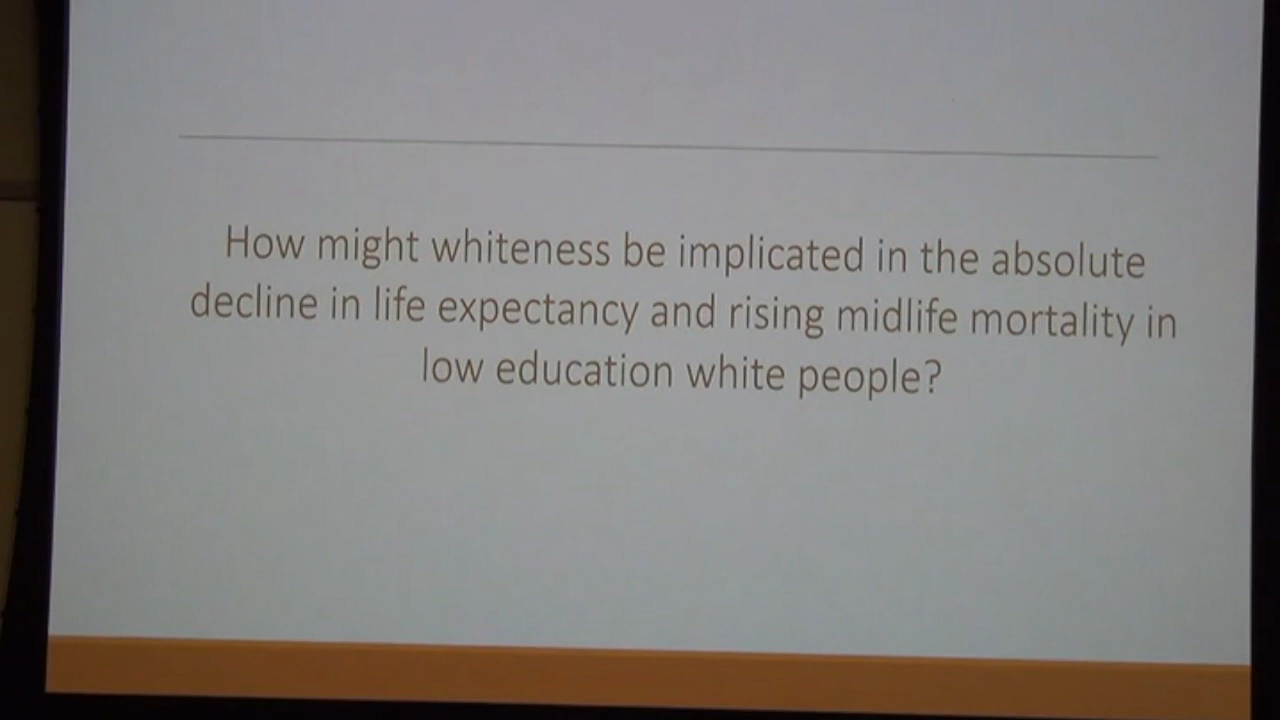 How might whiteness be implicated in the absolute
decline in life expectancy and rising midlife mortality in
low education white people?